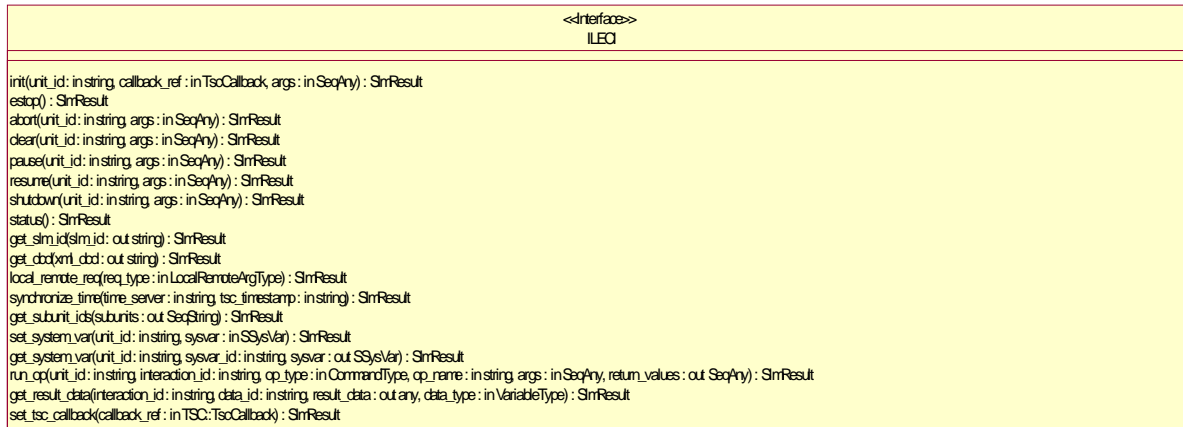 <<Interface>>
ILECI
init(unit_id : in string, callback_ref : in TscCallback, args : in SeqAny) : SlmResult
estop() : SlmResult
abort(unit_id : in string, args : in SeqAny) : SlmResult
clear(unit_id : in string, args : in SeqAny) : SlmResult
pause(unit_id : in string, args : in SeqAny) : SlmResult
resume(unit_id : in string, args : in SeqAny) : SlmResult
shutdown(unit_id : in string, args : in SeqAny) : SlmResult
status() : SlmResult
get_slm_id(slm_id : out string) : SlmResult
get_dcd(xml_dcd : out string) : SlmResult
local_remote_req(req_type : in LocalRemoteArgType) : SlmResult
synchronize_time(time_server : in string, tsc_timestamp : in string) : SlmResult
get_subunit_ids(subunits : out SeqString) : SlmResult
set_system_var(unit_id : in string, sysvar : in SSysVar) : SlmResult
get_system_var(unit_id : in string, sysvar_id : in string, sysvar : out SSysVar) : SlmResult
run_op(unit_id : in string, interaction_id : in string, op_type : in CommandType, op_name : in string, args : in SeqAny, return_values : out SeqAny) : SlmResult
get_result_data(interaction_id : in string, data_id : in string, result_data : out any, data_type : in VariableType) : SlmResult
set_tsc_callback(callback_ref : in TSC::TscCallback) : SlmResult